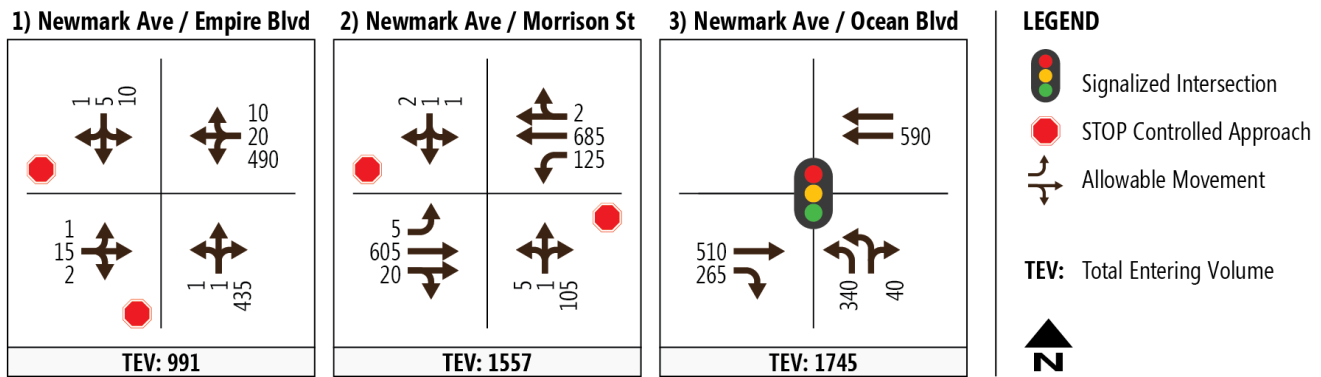 1) Newmark Ave / Empire Blvd
1
5
10
10
20
490
1
15
2
1
1
435
TEV: 991
2) Newmark Ave / Morrison St
2
1
1
2
685
125
5
605
20
5
1
105
TEV: 1557
3) Newmark Ave / Ocean Blvd
590
510
265
340
40
TEV: 1745
LEGEND
Signalized Intersection
STOP Controlled Approach
Allowable Movement
TEV: Total Entering Volume
N